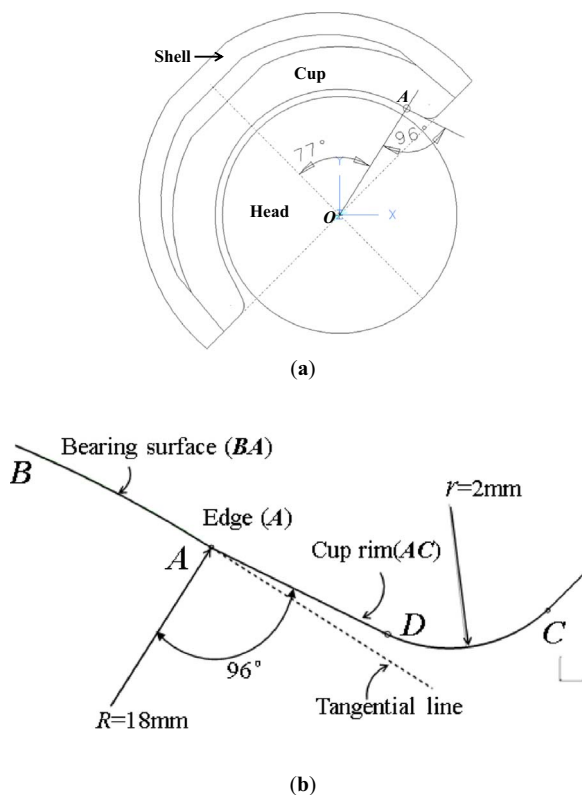 Shell
Cup
A
77°
96°
Y
Head
O
Z
X
(a)
Bearing surface (BA)
B
r=2mm
Edge (A)
A
Cup rim(AC)
D
C
96°
R=18mm
Tangential line
(b)